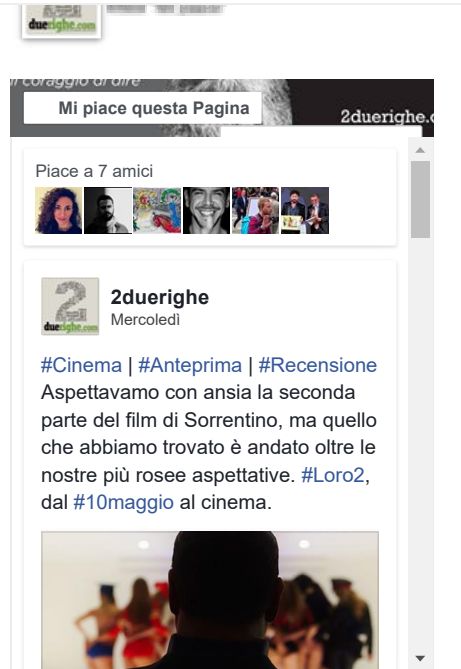 duerighe.com
il coraggio di dire
Mi piace questa Pagina
2duerighe.c
Piace a 7 amici
2
duerighe.com
2duerighe
Mercoledì
#Cinema | #Anteprima | #Recensione
Aspettavamo con ansia la seconda
parte del film di Sorrentino, ma quello
che abbiamo trovato è andato oltre le
nostre più rosee aspettative. #Loro2,
dal #10maggio al cinema.